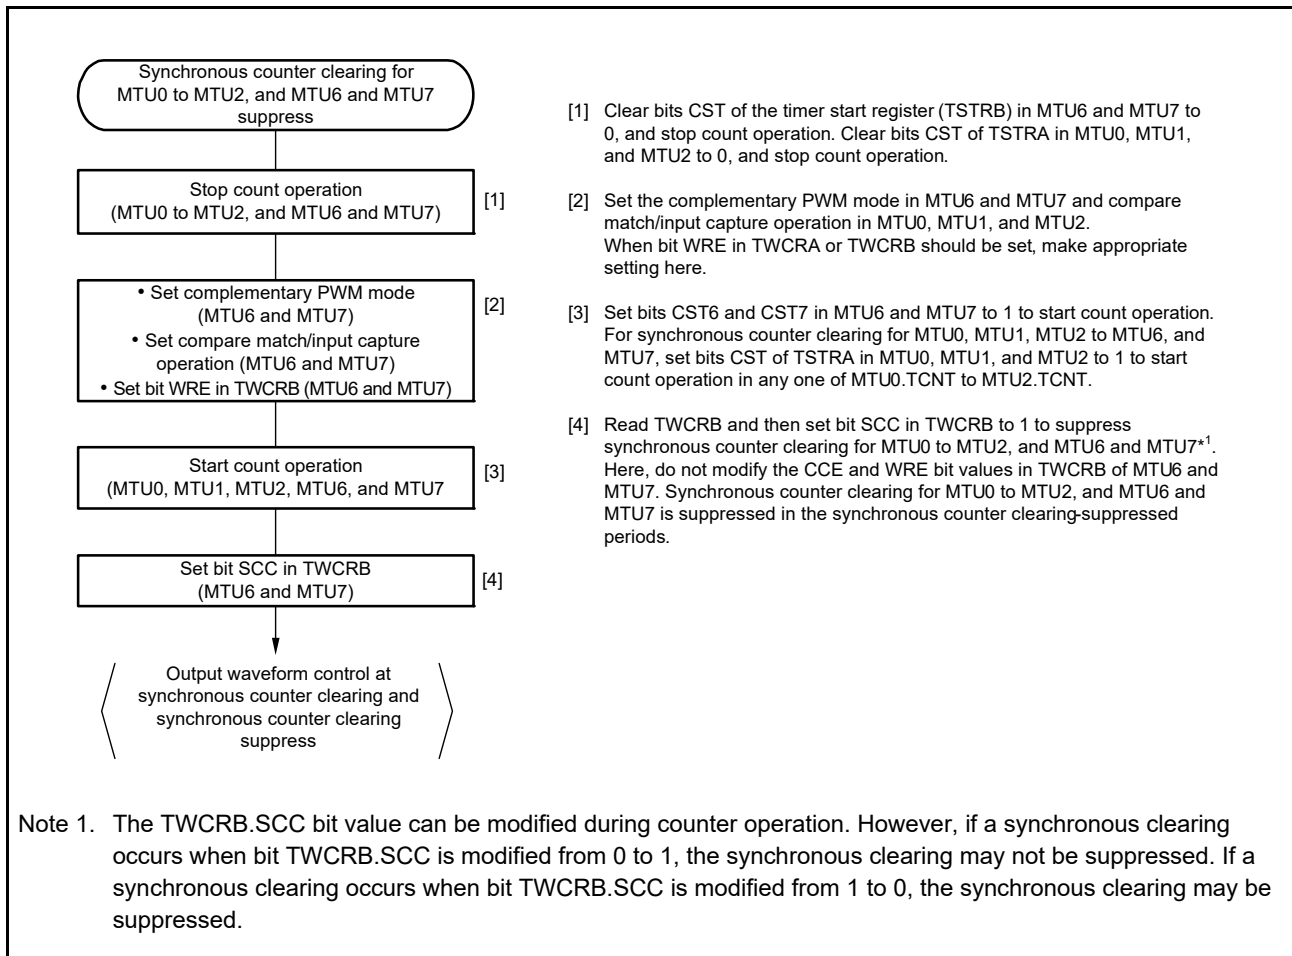 Synchronous counter clearing for
MTU0 to MTU2, and MTU6 and MTU7
suppress
Stop count operation
(MTU0 to MTU2, and MTU6 and MTU7)
[1]
• Set complementary PWM mode
(MTU6 and MTU7)
• Set compare match/input capture
operation (MTU6 and MTU7)
• Set bit WRE in TWCRB (MTU6 and MTU7)
[2]
Start count operation
(MTU0, MTU1, MTU2, MTU6, and MTU7
[3]
Set bit SCC in TWCRB
(MTU6 and MTU7)
[4]
Output waveform control at
synchronous counter clearing and
synchronous counter clearing
suppress
[1] Clear bits CST of the timer start register (TSTRB) in MTU6 and MTU7 to
0, and stop count operation. Clear bits CST of TSTRA in MTU0, MTU1,
and MTU2 to 0, and stop count operation.
[2] Set the complementary PWM mode in MTU6 and MTU7 and compare
match/input capture operation in MTU0, MTU1, and MTU2.
When bit WRE in TWCRA or TWCRB should be set, make appropriate
setting here.
[3] Set bits CST6 and CST7 in MTU6 and MTU7 to 1 to start count operation.
For synchronous counter clearing for MTU0, MTU1, MTU2 to MTU6, and
MTU7, set bits CST of TSTRA in MTU0, MTU1, and MTU2 to 1 to start
count operation in any one of MTU0.TCNT to MTU2.TCNT.
[4] Read TWCRB and then set bit SCC in TWCRB to 1 to suppress
synchronous counter clearing for MTU0 to MTU2, and MTU6 and MTU7*1.
Here, do not modify the CCE and WRE bit values in TWCRB of MTU6 and
MTU7. Synchronous counter clearing for MTU0 to MTU2, and MTU6 and
MTU7 is suppressed in the synchronous counter clearing-suppressed
periods.
Note 1. The TWCRB.SCC bit value can be modified during counter operation. However, if a synchronous clearing
occurs when bit TWCRB.SCC is modified from 0 to 1, the synchronous clearing may not be suppressed. If a
synchronous clearing occurs when bit TWCRB.SCC is modified from 1 to 0, the synchronous clearing may be
suppressed.